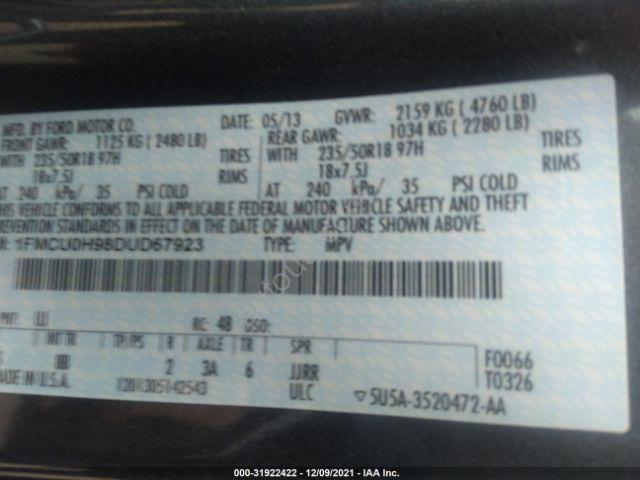 MFD. BY FORD MOTOR CO.
DATE: 05/13 GVWR: 2159 KG ( 4760 LB)
FRONT GAWR: 1125 KG ( 2480 LB)
REAR GAWR: 1034 KG ( 2280 LB)
WITH 235/50R18 97H TIRES
18x7.5J RIMS
AT 240 kPa/ 35 PSI COLD
WITH 235/50R18 97H TIRES
18x7.5J RIMS
AT 240 kPa/ 35 PSI COLD
THIS VEHICLE CONFORMS TO ALL APPLICABLE FEDERAL MOTOR VEHICLE SAFETY AND THEFT
PREVENTION STANDARDS IN EFFECT ON THE DATE OF MANUFACTURE SHOWN ABOVE.
TYPE: MPV
RC: 48 DSO:
INT TR TP/PS R AXLE TR SPR
2 3A 6 JJRR
F0066
T0326
MADE IN U.S.A.
ULC
5U5A-3520472-AA
000-31922422 - 12/09/2021 - IAA Inc.